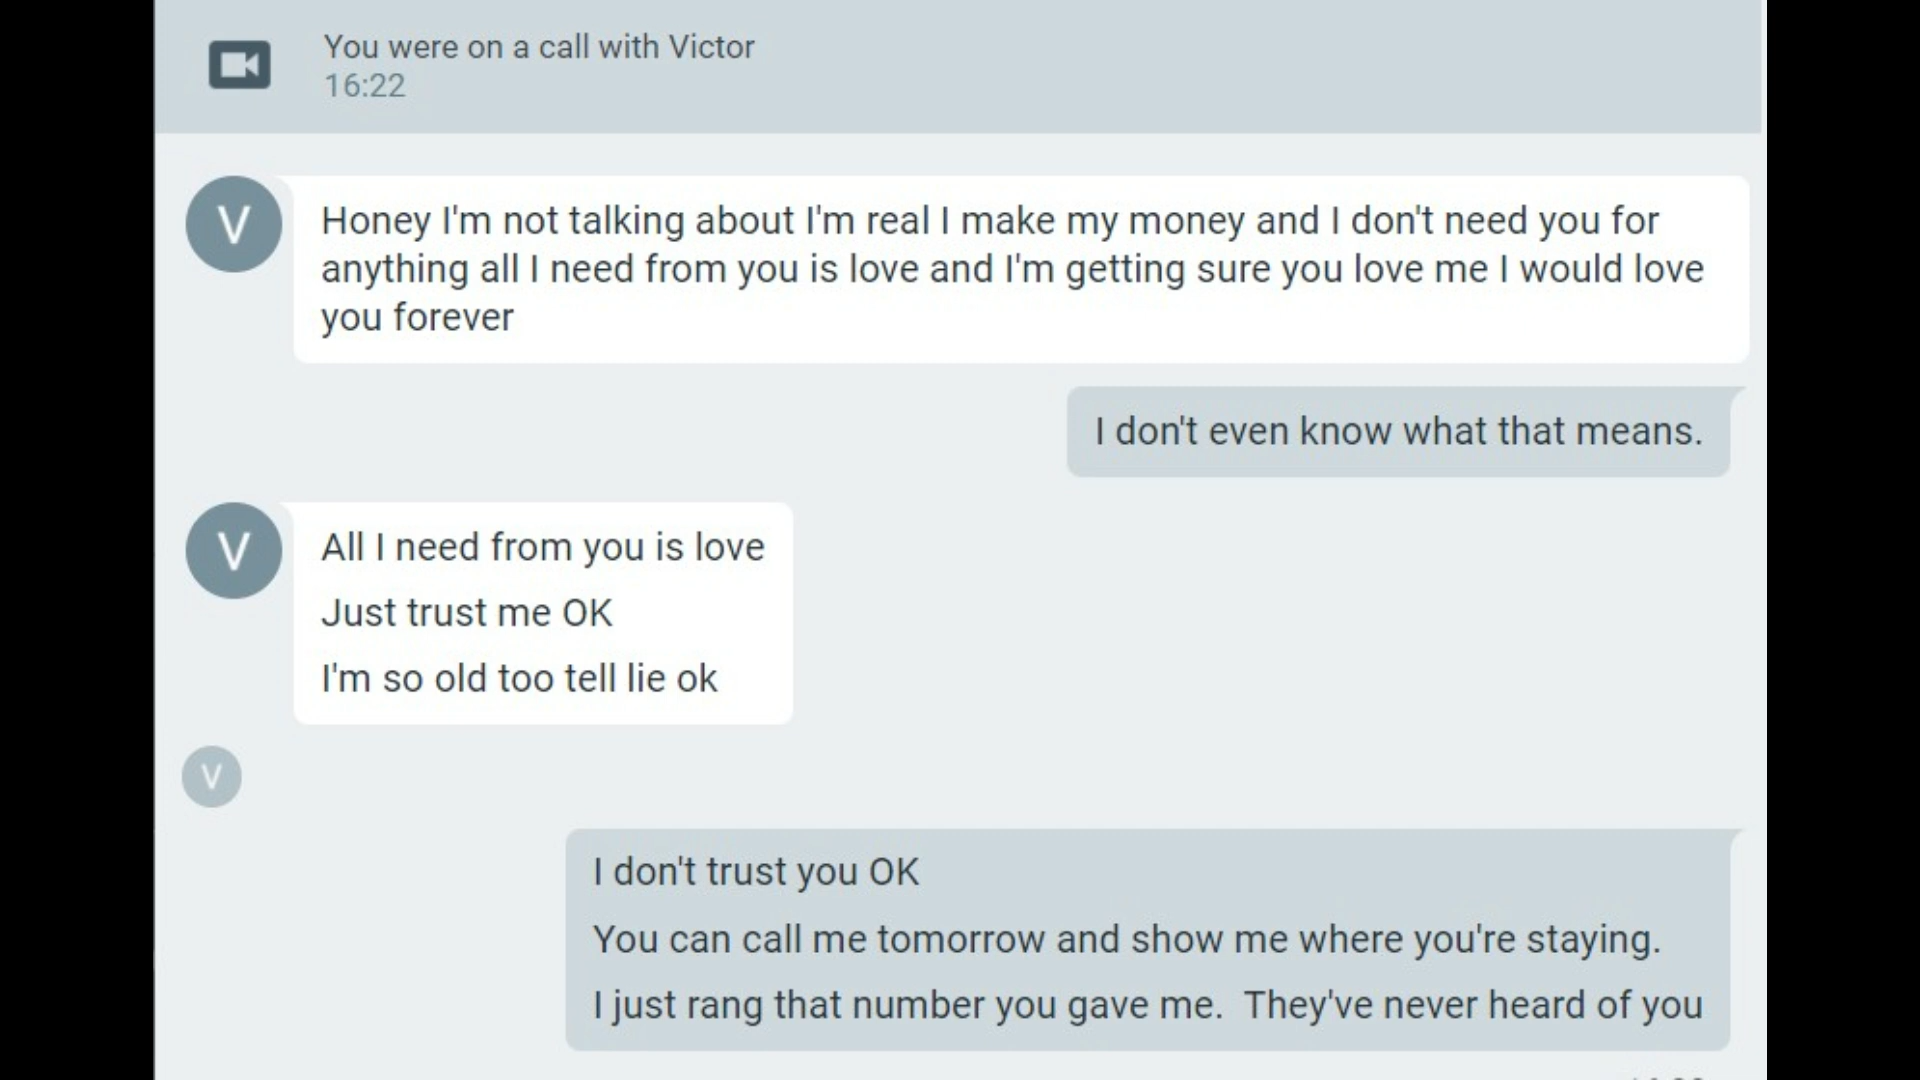 You were on a call with Victor
16:22
V
Honey I'm not talking about I'm real I make my money and I don't need you for
anything all I need from you is love and I'm getting sure you love me I would love
you forever
I don't even know what that means.
V
All I need from you is love
Just trust me OK
I'm so old too tell lie ok
V
I don't trust you OK
You can call me tomorrow and show me where you're staying.
I just rang that number you gave me.  They've never heard of you